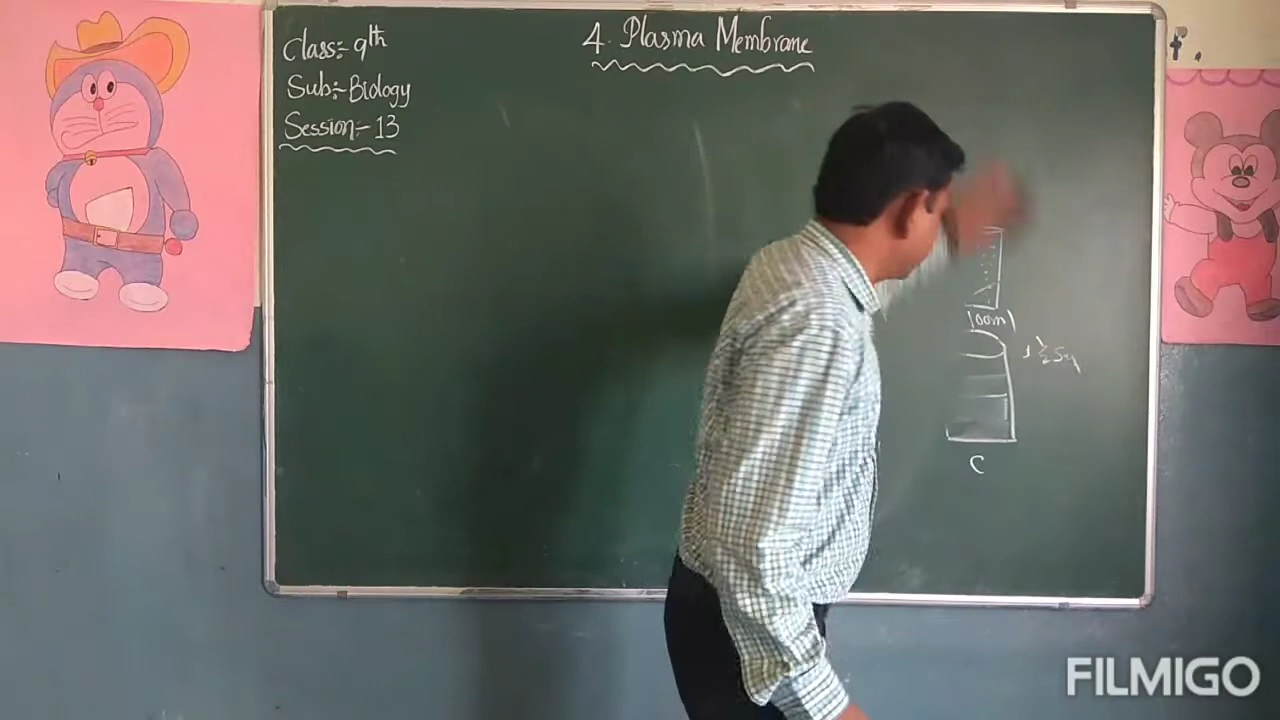 Class:- 9th
Sub:- Biology
Session:- 13
4. Plasma Membrane
100ml
C
FILMIGO